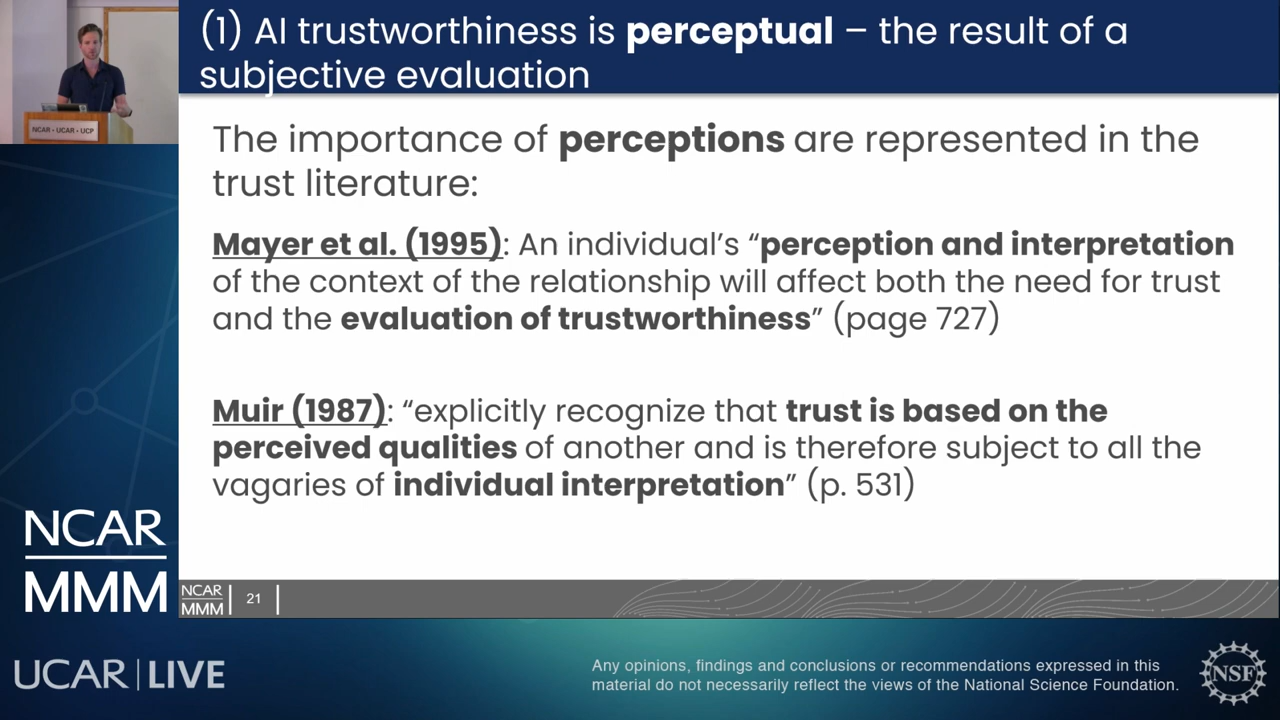 (1) AI trustworthiness is perceptual – the result of a
subjective evaluation
NCAR • UCAR • UCP
The importance of perceptions are represented in the
trust literature:
Mayer et al. (1995): An individual's “perception and interpretation
of the context of the relationship will affect both the need for trust
and the evaluation of trustworthiness” (page 727)
Muir (1987): “explicitly recognize that trust is based on the
perceived qualities of another and is therefore subject to all the
vagaries of individual interpretation” (p. 531)
NCAR
MMM
NCAR
MMM
21
UCAR | LIVE
Any opinions, findings and conclusions or recommendations expressed in this
material do not necessarily reflect the views of the National Science Foundation.
NSF